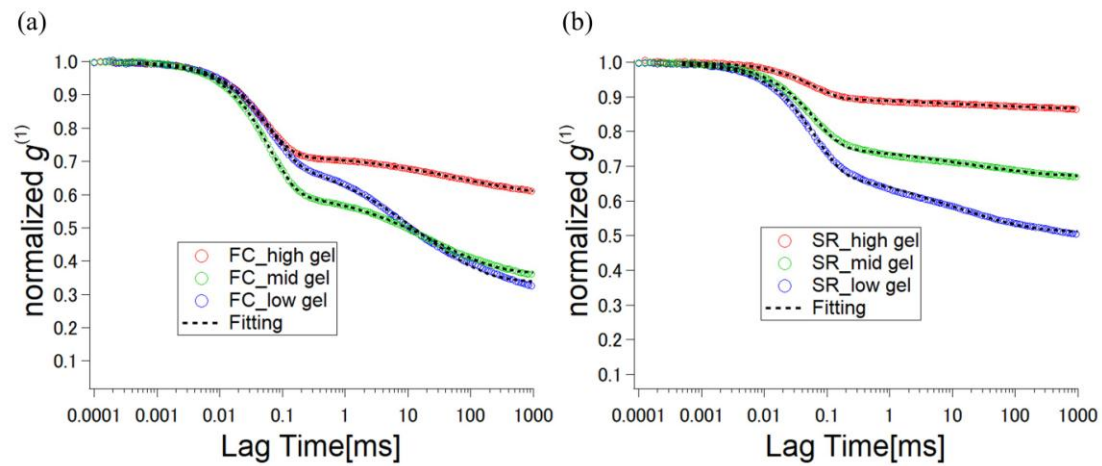 (a)
1.0
0.9
0.8
0.7
0.6
0.5
0.4
0.3
0.2
0.1
normalized g(1)
FC_high gel
FC_mid gel
FC_low gel
Fitting
0.0001 0.001 0.01 0.1 1 10 100 1000
Lag Time[ms]
(b)
1.0
0.9
0.8
0.7
0.6
0.5
0.4
0.3
0.2
0.1
normalized g(1)
SR_high gel
SR_mid gel
SR_low gel
Fitting
0.0001 0.001 0.01 0.1 1 10 100 1000
Lag Time[ms]